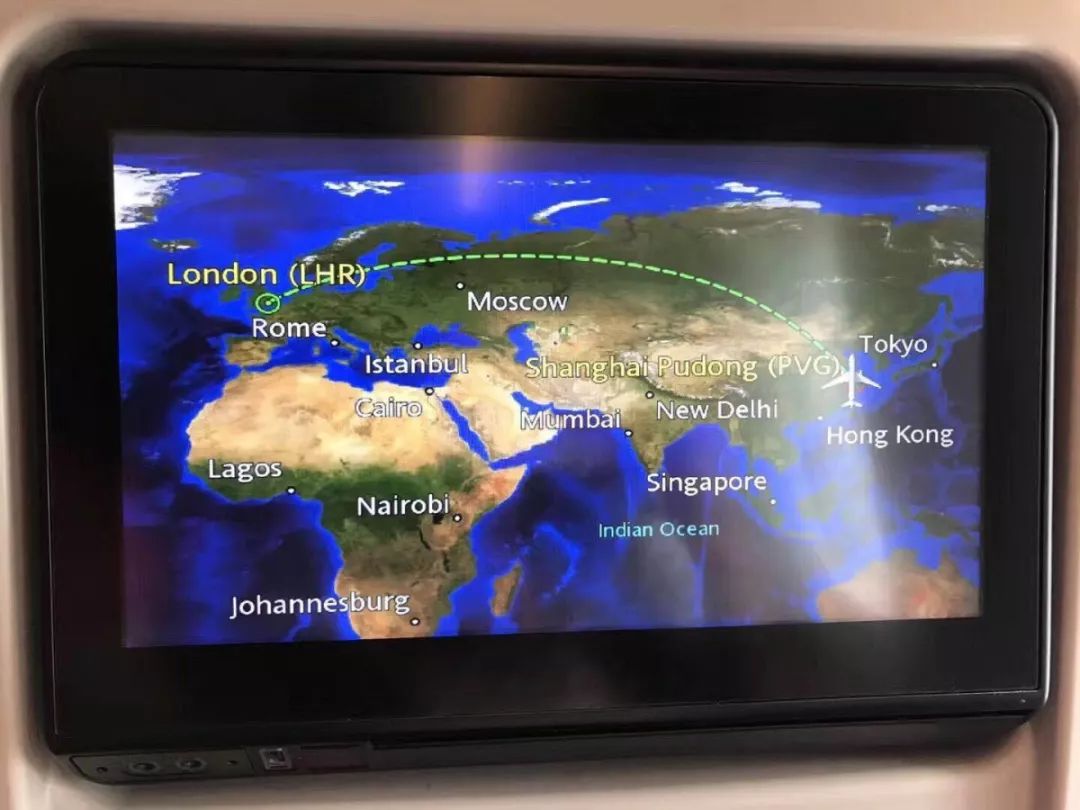 London (LHR)
Moscow
Rome
Tokyo
Istanbul
Shanghai Pudong (PVG)
Cairo
Mumbai
New Delhi
Hong Kong
Lagos
Singapore
Nairobi
Indian Ocean
Johannesburg